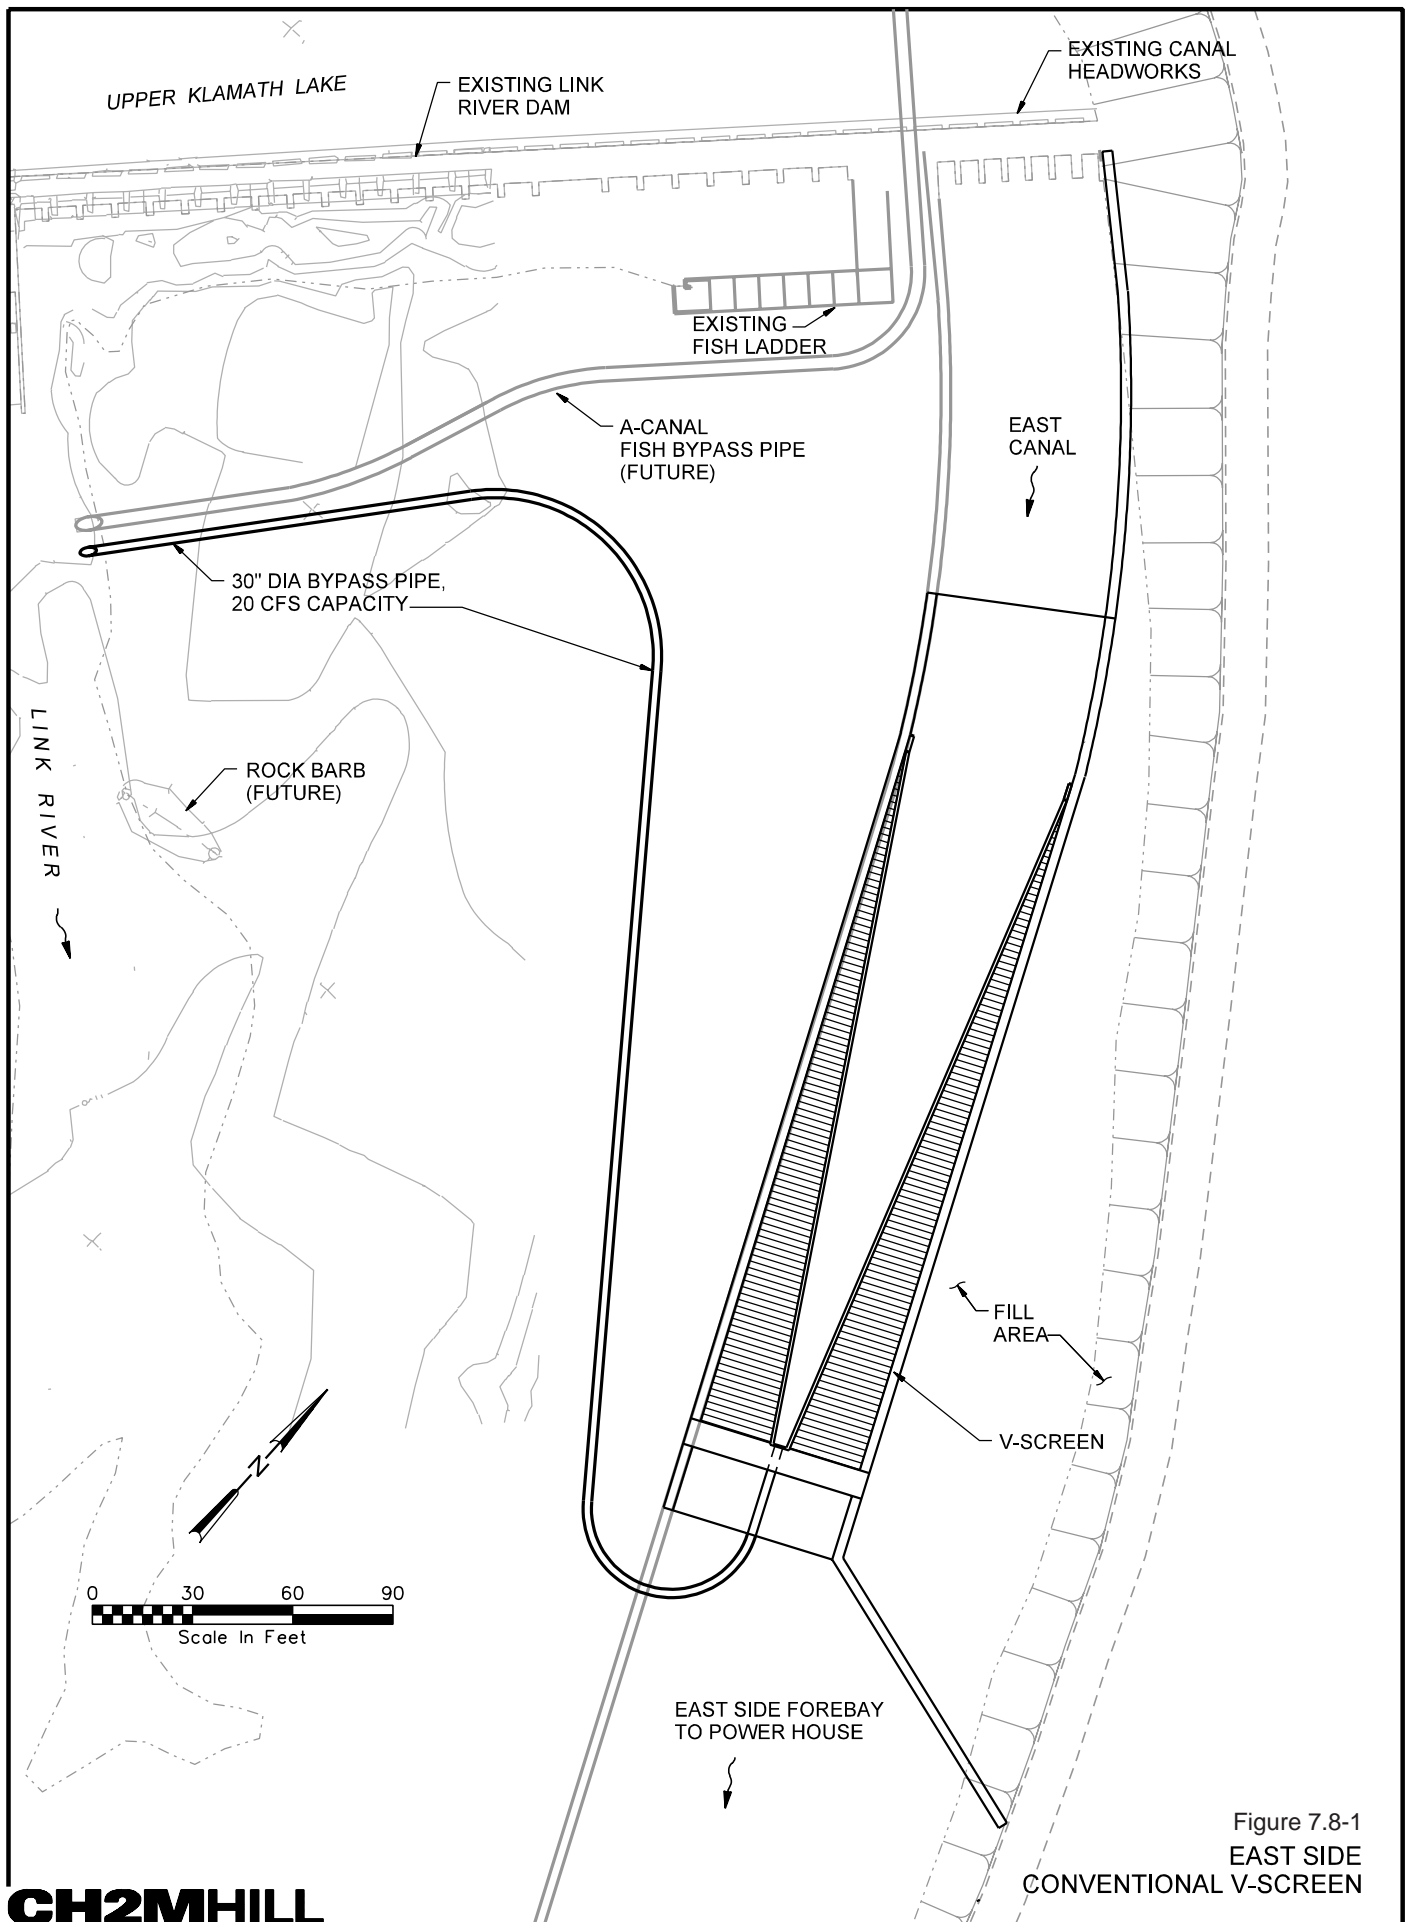 UPPER KLAMATH LAKE
EXISTING LINK
RIVER DAM
EXISTING CANAL
HEADWORKS
EXISTING
FISH LADDER
A-CANAL
FISH BYPASS PIPE
(FUTURE)
EAST
CANAL
30" DIA BYPASS PIPE,
20 CFS CAPACITY
LINK RIVER
ROCK BARB
(FUTURE)
FILL
AREA
V-SCREEN
N
0 30 60 90
Scale In Feet
EAST SIDE FOREBAY
TO POWER HOUSE
Figure 7.8-1
EAST SIDE
CONVENTIONAL V-SCREEN
CH2MHILL